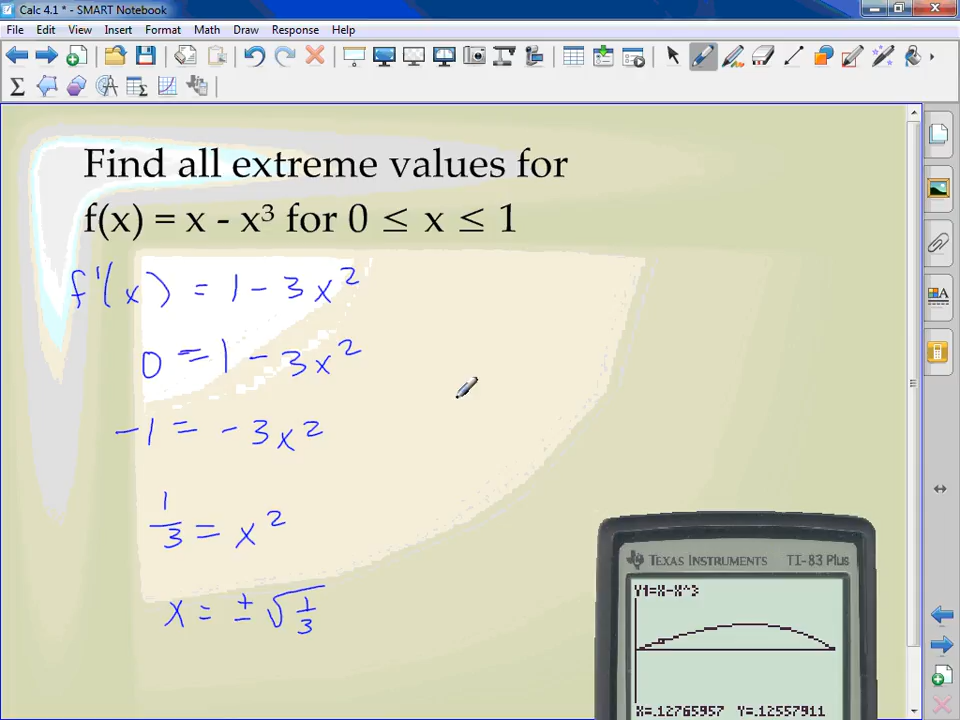 Calc 4.1 * - SMART Notebook
File Edit View Insert Format Math Draw Response Help
Find all extreme values for
f(x) = x - x³ for 0 ≤ x ≤ 1
f'(x) = 1 - 3x²
0 = 1 - 3x²
-1 = -3x²
1/3 = x²
x = ± √(1/3)
TEXAS INSTRUMENTS TI-83 Plus
Y1=X-X^3
X=.12765957 Y=.12557911